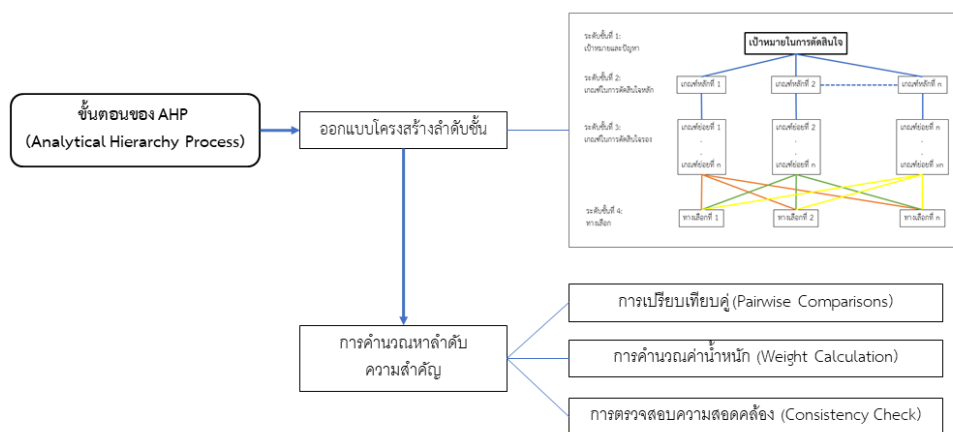 ขั้นตอนของ AHP
(Analytical Hierarchy Process)
ออกแบบโครงสร้างลำดับชั้น
ระดับชั้นที่ 1:
เป้าหมายและปัญหา
เป้าหมายในการตัดสินใจ
ระดับชั้นที่ 2:
เกณฑ์ในการตัดสินใจหลัก
เกณฑ์หลักที่ 1
เกณฑ์หลักที่ 2
เกณฑ์หลักที่ n
ระดับชั้นที่ 3:
เกณฑ์ในการตัดสินใจรอง
เกณฑ์ย่อยที่ 1
.
.
เกณฑ์ย่อยที่ n
เกณฑ์ย่อยที่ 2
.
.
เกณฑ์ย่อยที่ n
เกณฑ์ย่อยที่ n
.
.
เกณฑ์ย่อยที่ xn
ระดับชั้นที่ 4:
ทางเลือก
ทางเลือกที่ 1
ทางเลือกที่ 2
ทางเลือกที่ n
การคำนวณหาลำดับ
ความสำคัญ
การเปรียบเทียบคู่ (Pairwise Comparisons)
การคำนวณค่าน้ำหนัก (Weight Calculation)
การตรวจสอบความสอดคล้อง (Consistency Check)